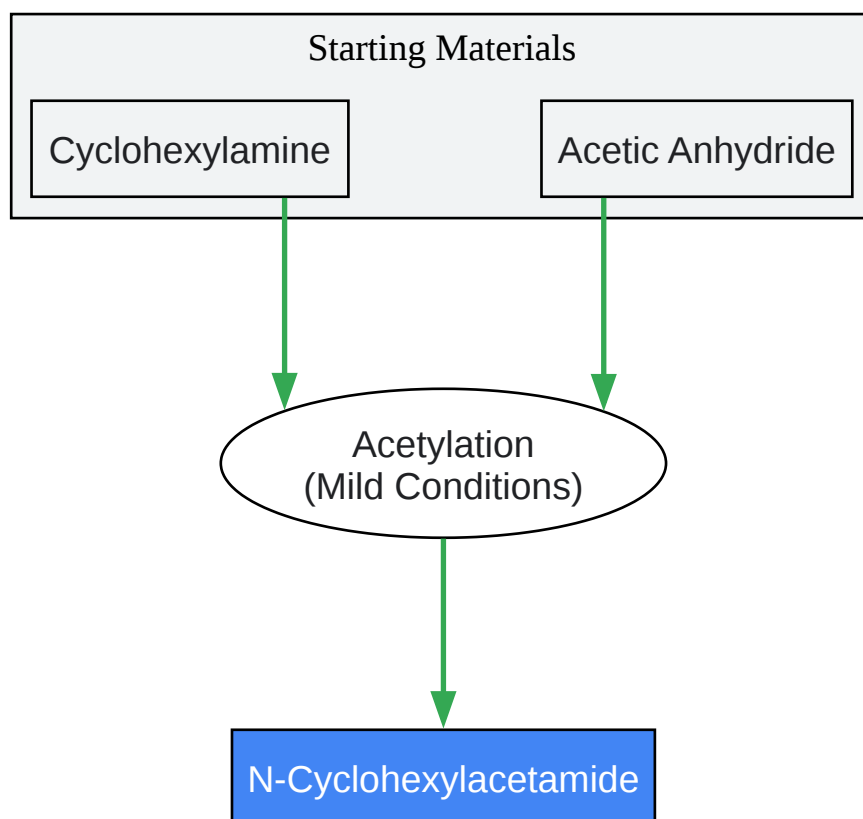 Starting Materials
Cyclohexylamine
Acetic Anhydride
Acetylation
(Mild Conditions)
N-Cyclohexylacetamide